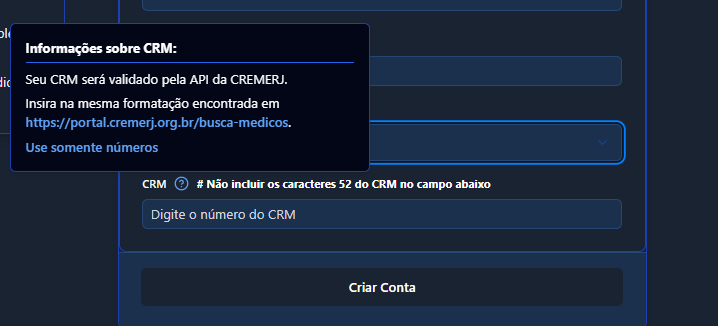 Informações sobre CRM:
Seu CRM será validado pela API da CREMERJ.
Insira na mesma formatação encontrada em
https://portal.cremerj.org.br/busca-medicos.
Use somente números
CRM ? # Não incluir os caracteres 52 do CRM no campo abaixo
Digite o número do CRM
Criar Conta